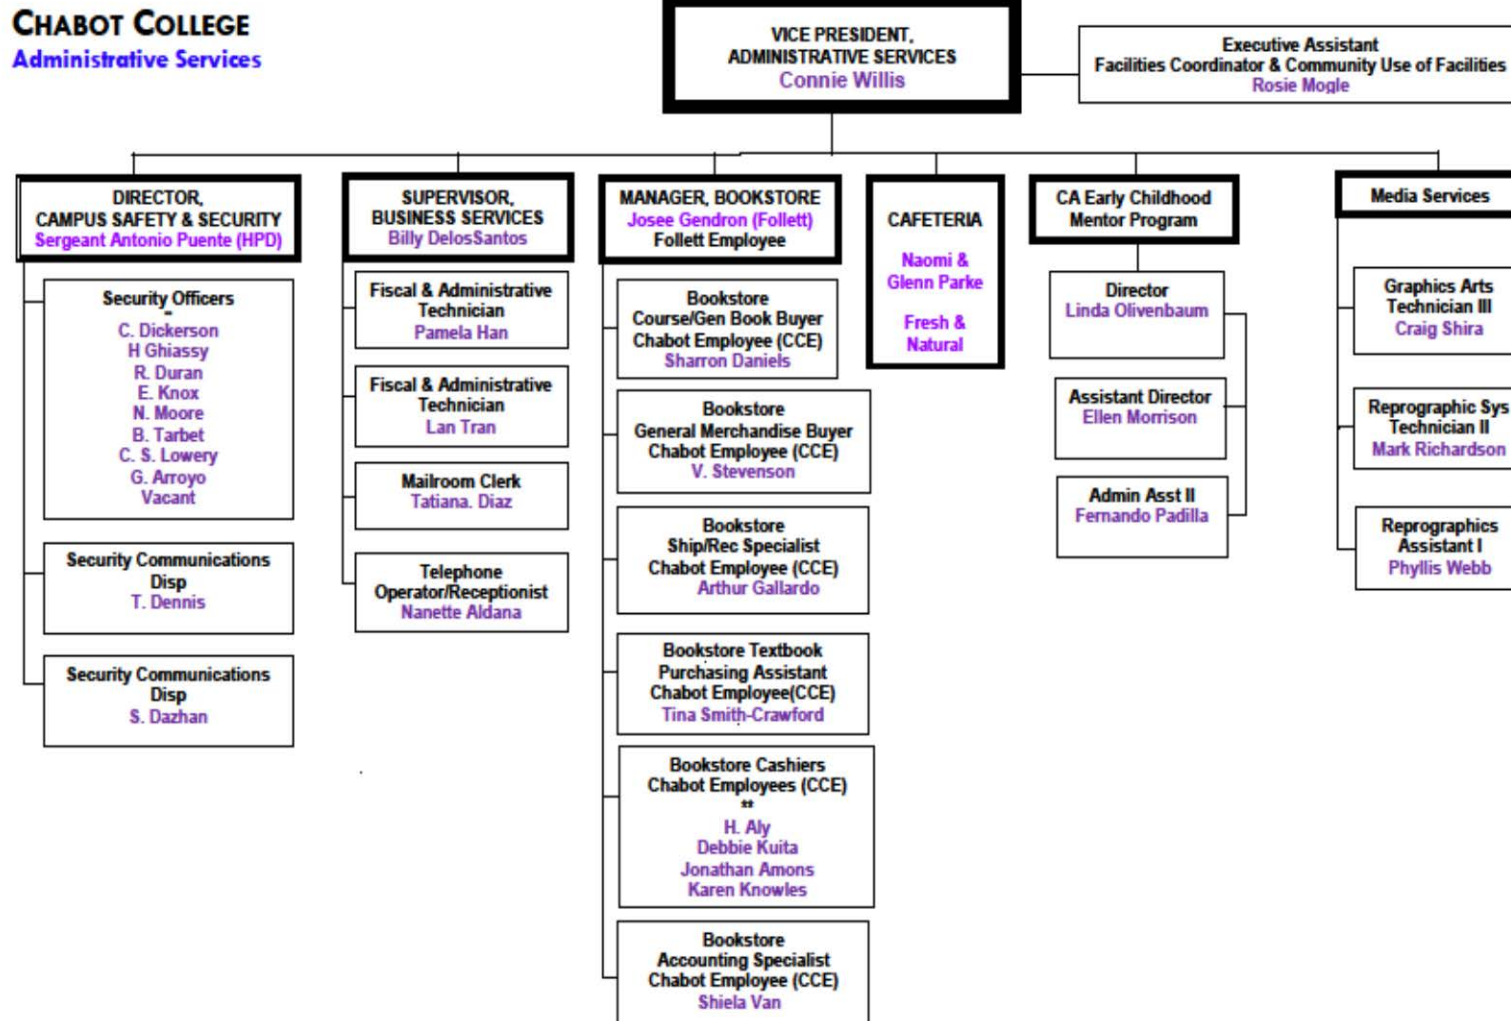 CHABOT COLLEGE
Administrative Services
VICE PRESIDENT,
ADMINISTRATIVE SERVICES
Connie Willis
Executive Assistant
Facilities Coordinator & Community Use of Facilities
Rosie Mogle
DIRECTOR,
CAMPUS SAFETY & SECURITY
Sergeant Antonio Puente (HPD)
Security Officers
C. Dickerson
H Ghiassy
R. Duran
E. Knox
N. Moore
B. Tarbet
C. S. Lowery
G. Arroyo
Vacant
Security Communications
Disp
T. Dennis
Security Communications
Disp
S. Dazhan
SUPERVISOR,
BUSINESS SERVICES
Billy DelosSantos
Fiscal & Administrative
Technician
Pamela Han
Fiscal & Administrative
Technician
Lan Tran
Mailroom Clerk
Tatiana. Diaz
Telephone
Operator/Receptionist
Nanette Aldana
MANAGER, BOOKSTORE
Josee Gendron (Follett)
Follett Employee
Bookstore
Course/Gen Book Buyer
Chabot Employee (CCE)
Sharron Daniels
Bookstore
General Merchandise Buyer
Chabot Employee (CCE)
V. Stevenson
Bookstore
Ship/Rec Specialist
Chabot Employee (CCE)
Arthur Gallardo
Bookstore Textbook
Purchasing Assistant
Chabot Employee(CCE)
Tina Smith-Crawford
Bookstore Cashiers
Chabot Employees (CCE)
**
H. Aly
Debbie Kuita
Jonathan Amons
Karen Knowles
Bookstore
Accounting Specialist
Chabot Employee (CCE)
Shiela Van
CAFETERIA
Naomi &
Glenn Parke
Fresh &
Natural
CA Early Childhood
Mentor Program
Director
Linda Olivenbaum
Assistant Director
Ellen Morrison
Admin Asst II
Fernando Padilla
Media Services
Graphics Arts
Technician III
Craig Shira
Reprographic Sys
Technician II
Mark Richardson
Reprographics
Assistant I
Phyllis Webb